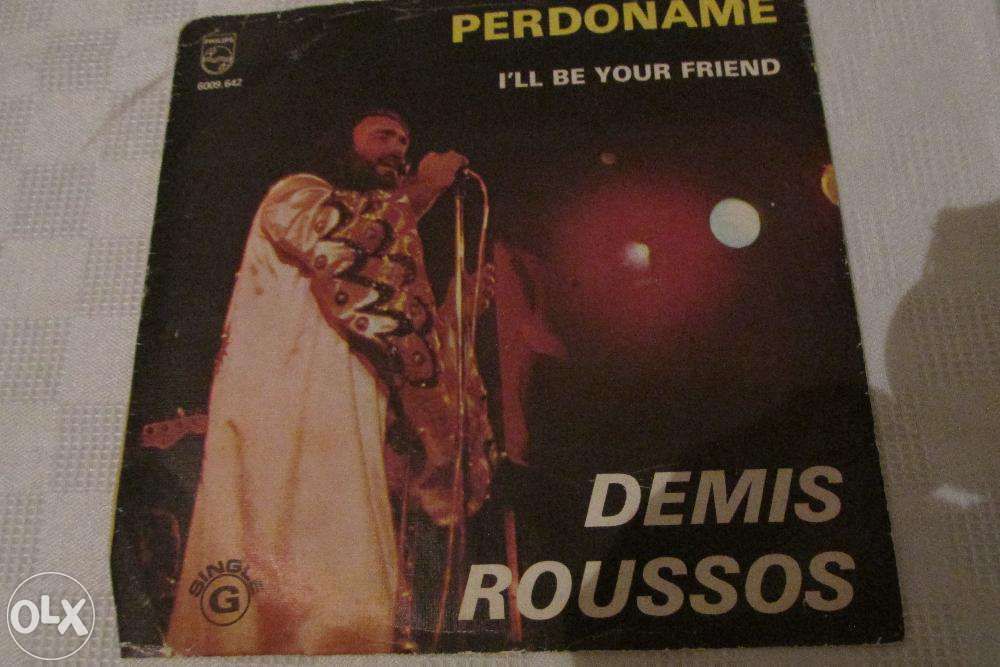 PERDONAME
PHILIPS
6009.642
I'LL BE YOUR FRIEND
DEMIS
ROUSSOS
SINGLE
G
OLX